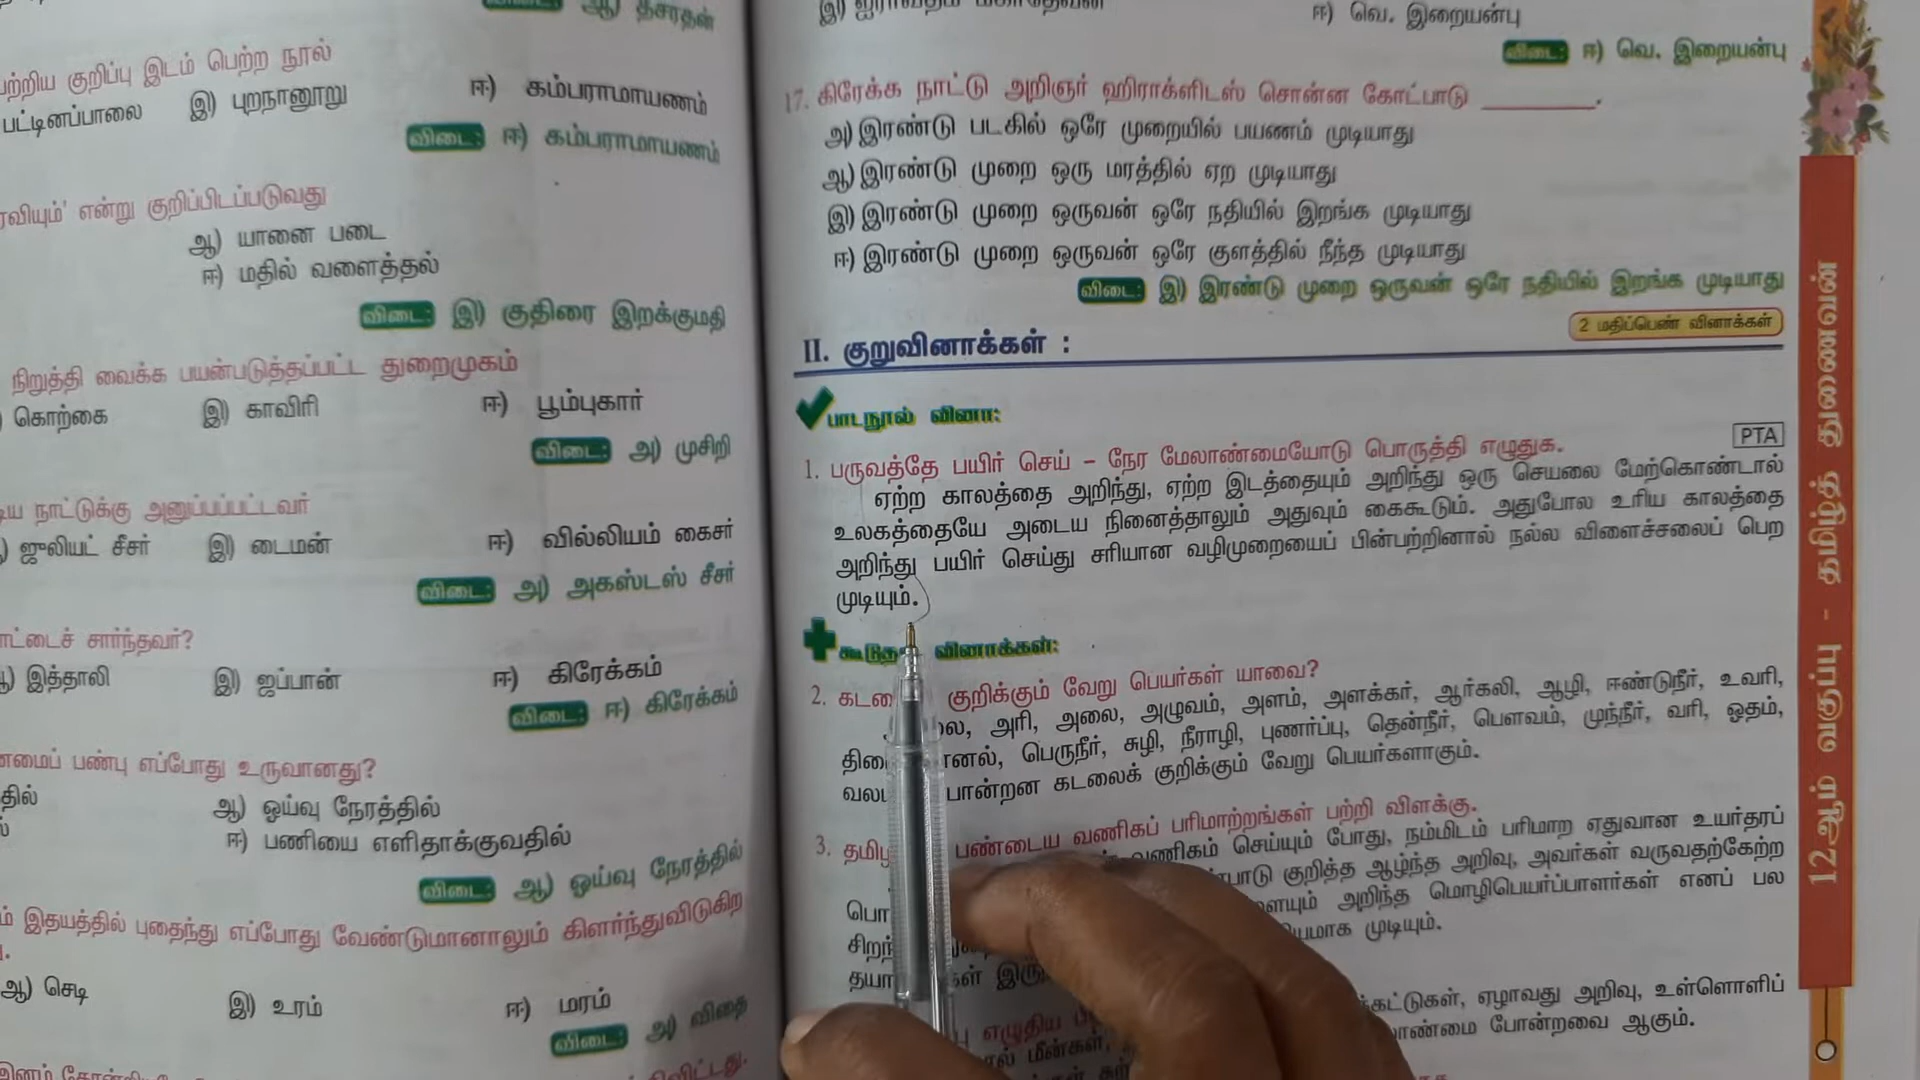 விடை: ஆ) தசரதன்
பற்றிய குறிப்பு இடம் பெற்ற நூல்
பட்டினப்பாலை இ) புறநானூறு ஈ) கம்பராமாயணம்
விடை: ஈ) கம்பராமாயணம்
என்று குறிப்பிடப்படுவது
ஆ) யானை படை
ஈ) மதில் வளைத்தல்
விடை: இ) குதிரை இறக்குமதி
நிறுத்தி வைக்க பயன்படுத்தப்பட்ட துறைமுகம்
கொற்கை இ) காவிரி ஈ) பூம்புகார்
விடை: அ) முசிறி
நாட்டுக்கு அனுப்பப்பட்டவர்
ஜுலியட் சீசர் இ) டைமன் ஈ) வில்லியம் கைசர்
விடை: அ) அகஸ்டஸ் சீசர்
சார்ந்தவர்?
இத்தாலி இ) ஜப்பான் ஈ) கிரேக்கம்
விடை: ஈ) கிரேக்கம்
பண்பு எப்போது உருவானது?
ஆ) ஓய்வு நேரத்தில்
ஈ) பணியை எளிதாக்குவதில்
விடை: ஆ) ஓய்வு நேரத்தில்
இதயத்தில் புதைந்து எப்போது வேண்டுமானாலும் கிளர்ந்துவிடுகிற
ஆ) செடி இ) உரம் ஈ) மரம்
விடை: அ) விதை
ஈ) வெ. இறையன்பு
விடை: ஈ) வெ. இறையன்பு
17. கிரேக்க நாட்டு அறிஞர் ஹிராக்ளிடஸ் சொன்ன கோட்பாடு ________.
அ) இரண்டு படகில் ஒரே முறையில் பயணம் முடியாது
ஆ) இரண்டு முறை ஒரு மரத்தில் ஏற முடியாது
இ) இரண்டு முறை ஒருவன் ஒரே நதியில் இறங்க முடியாது
ஈ) இரண்டு முறை ஒருவன் ஒரே குளத்தில் நீந்த முடியாது
விடை: இ) இரண்டு முறை ஒருவன் ஒரே நதியில் இறங்க முடியாது
2 மதிப்பெண் வினாக்கள்
II. குறுவினாக்கள் :
பாடநூல் வினா:
1. பருவத்தே பயிர் செய் – நேர மேலாண்மையோடு பொருத்தி எழுதுக. PTA
ஏற்ற காலத்தை அறிந்து, ஏற்ற இடத்தையும் அறிந்து ஒரு செயலை மேற்கொண்டால்
உலகத்தையே அடைய நினைத்தாலும் அதுவும் கைகூடும். அதுபோல உரிய காலத்தை
அறிந்து பயிர் செய்து சரியான வழிமுறையைப் பின்பற்றினால் நல்ல விளைச்சலைப் பெற
முடியும்.
வினாக்கள்:
2. குறிக்கும் வேறு பெயர்கள் யாவை?
அரி, அலை, அழுவம், அளம், அளக்கர், ஆர்கலி, ஆழி, ஈண்டுநீர், உவரி,
பெருநீர், சுழி, நீராழி, புணர்ப்பு, தென்நீர், பௌவம், முந்நீர், வரி, ஓதம்,
கடலைக் குறிக்கும் வேறு பெயர்களாகும்.
3. பண்டைய வணிகப் பரிமாற்றங்கள் பற்றி விளக்கு.
வணிகம் செய்யும் போது, நம்மிடம் பரிமாற ஏதுவான உயர்தரப்
குறித்த ஆழ்ந்த அறிவு, அவர்கள் வருவதற்கேற்ற
அறிந்த மொழிபெயர்ப்பாளர்கள் எனப் பல
முடியும்.
ஏழாவது அறிவு, உள்ளொளிப்
போன்றவை ஆகும்.
எழுதிய
மீன்கள்,
12ஆம் வகுப்பு - தமிழ்த் துணைவன்